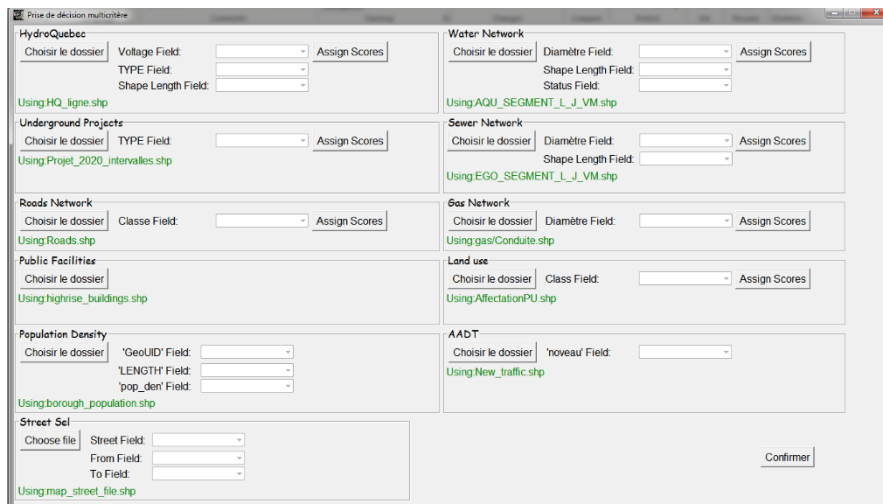 Prise de décision multicritère
HydroQuebec
Choisir le dossier Voltage Field: Assign Scores
TYPE Field:
Shape Length Field:
Using:HQ_ligne.shp
Water Network
Choisir le dossier Diamètre Field: Assign Scores
Shape Length Field:
Status Field:
Using:AQU_SEGMENT_L_J_VM.shp
Underground Projects
Choisir le dossier TYPE Field: Assign Scores
Using:Projet_2020_intervalles.shp
Sewer Network
Choisir le dossier Diamètre Field: Assign Scores
Shape Length Field:
Using:EGO_SEGMENT_L_J_VM.shp
Roads Network
Choisir le dossier Classe Field: Assign Scores
Using:Roads.shp
Gas Network
Choisir le dossier Diamètre Field: Assign Scores
Using:gas/Conduite.shp
Public Facilities
Choisir le dossier
Using:highrise_buildings.shp
Land use
Choisir le dossier Class Field: Assign Scores
Using:AffectationPU.shp
Population Density
Choisir le dossier 'GeoUID' Field:
'LENGTH' Field:
'pop_den' Field:
Using:borough_population.shp
AADT
Choisir le dossier 'noveau' Field:
Using:New_traffic.shp
Street Sel
Choose file Street Field:
From Field:
To Field:
Using:map_street_file.shp
Confirmer